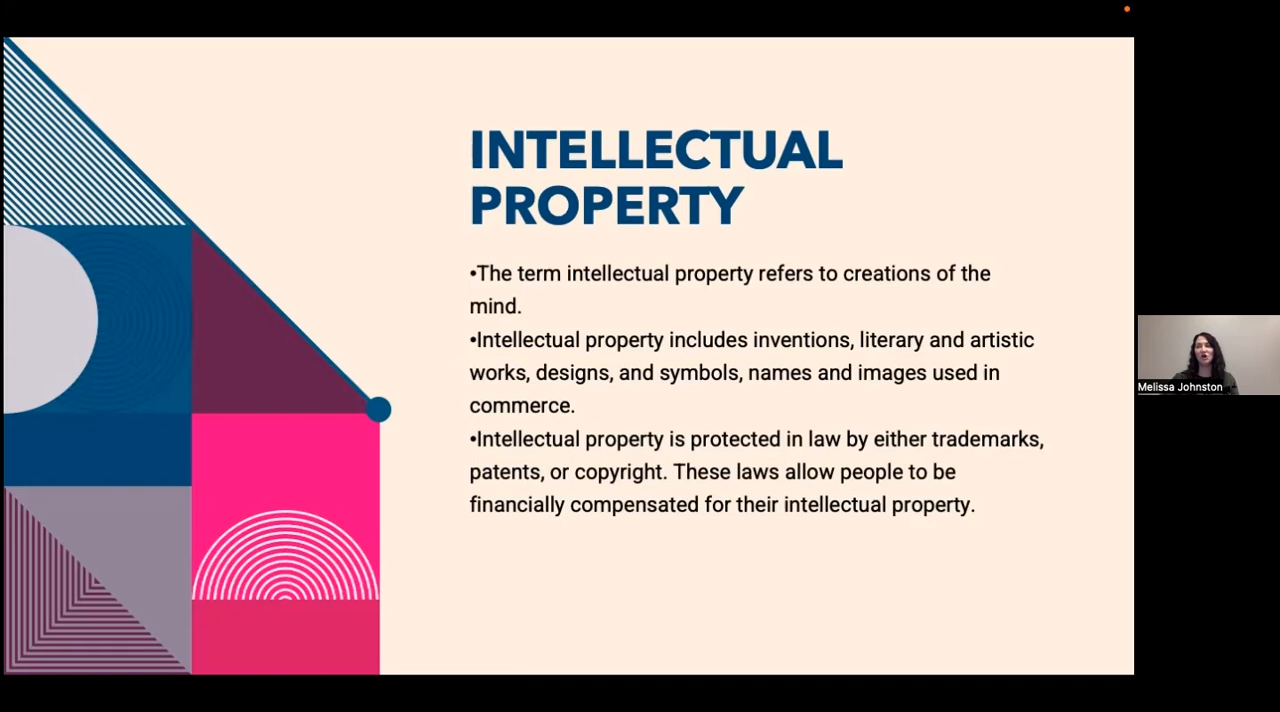 INTELLECTUAL
PROPERTY
•The term intellectual property refers to creations of the
mind.
•Intellectual property includes inventions, literary and artistic
works, designs, and symbols, names and images used in
commerce.
•Intellectual property is protected in law by either trademarks,
patents, or copyright. These laws allow people to be
financially compensated for their intellectual property.
Melissa Johnston